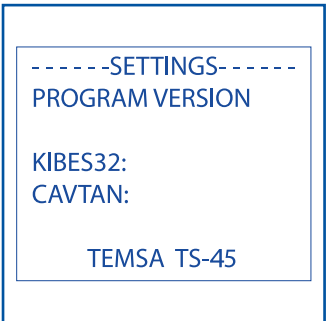 - - - - - -SETTINGS- - - - - -
PROGRAM VERSION
KIBES32:
CAVTAN:
TEMSA TS-45